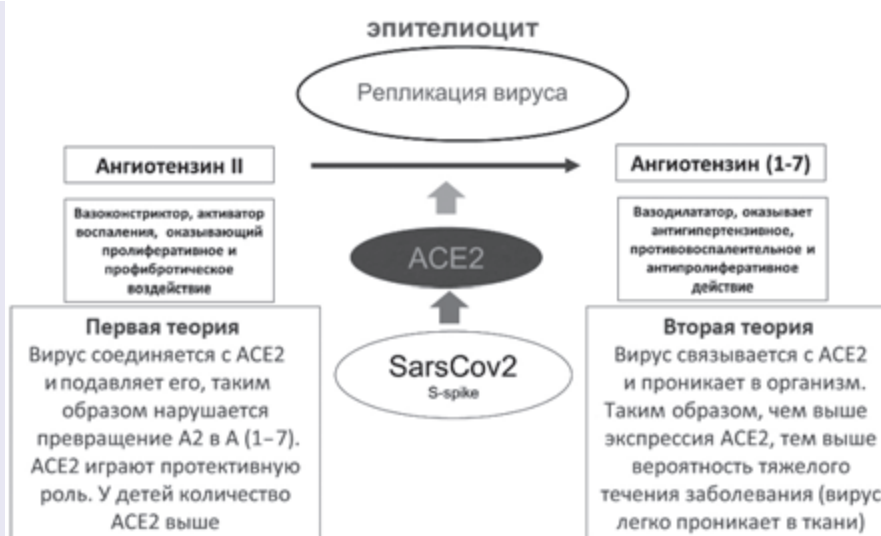 эпителиоцит
Репликация вируса
Ангиотензин II
Ангиотензин (1-7)
Вазоконстриктор, активатор
воспаления, оказывающий
пролиферативное и
профибротическое
воздействие
ACE2
Вазодилататор, оказывает
антигипертензивное,
противовоспалеительное и
антипролиферативное
действие
Первая теория
Вирус соединяется с ACE2
и подавляет его, таким
образом нарушается
превращение А2 в А (1–7).
ACE2 играют протективную
роль. У детей количество
ACE2 выше
SarsCov2
S-spike
Вторая теория
Вирус связывается с ACE2
и проникает в организм.
Таким образом, чем выше
экспрессия ACE2, тем выше
вероятность тяжелого
течения заболевания (вирус
легко проникает в ткани)